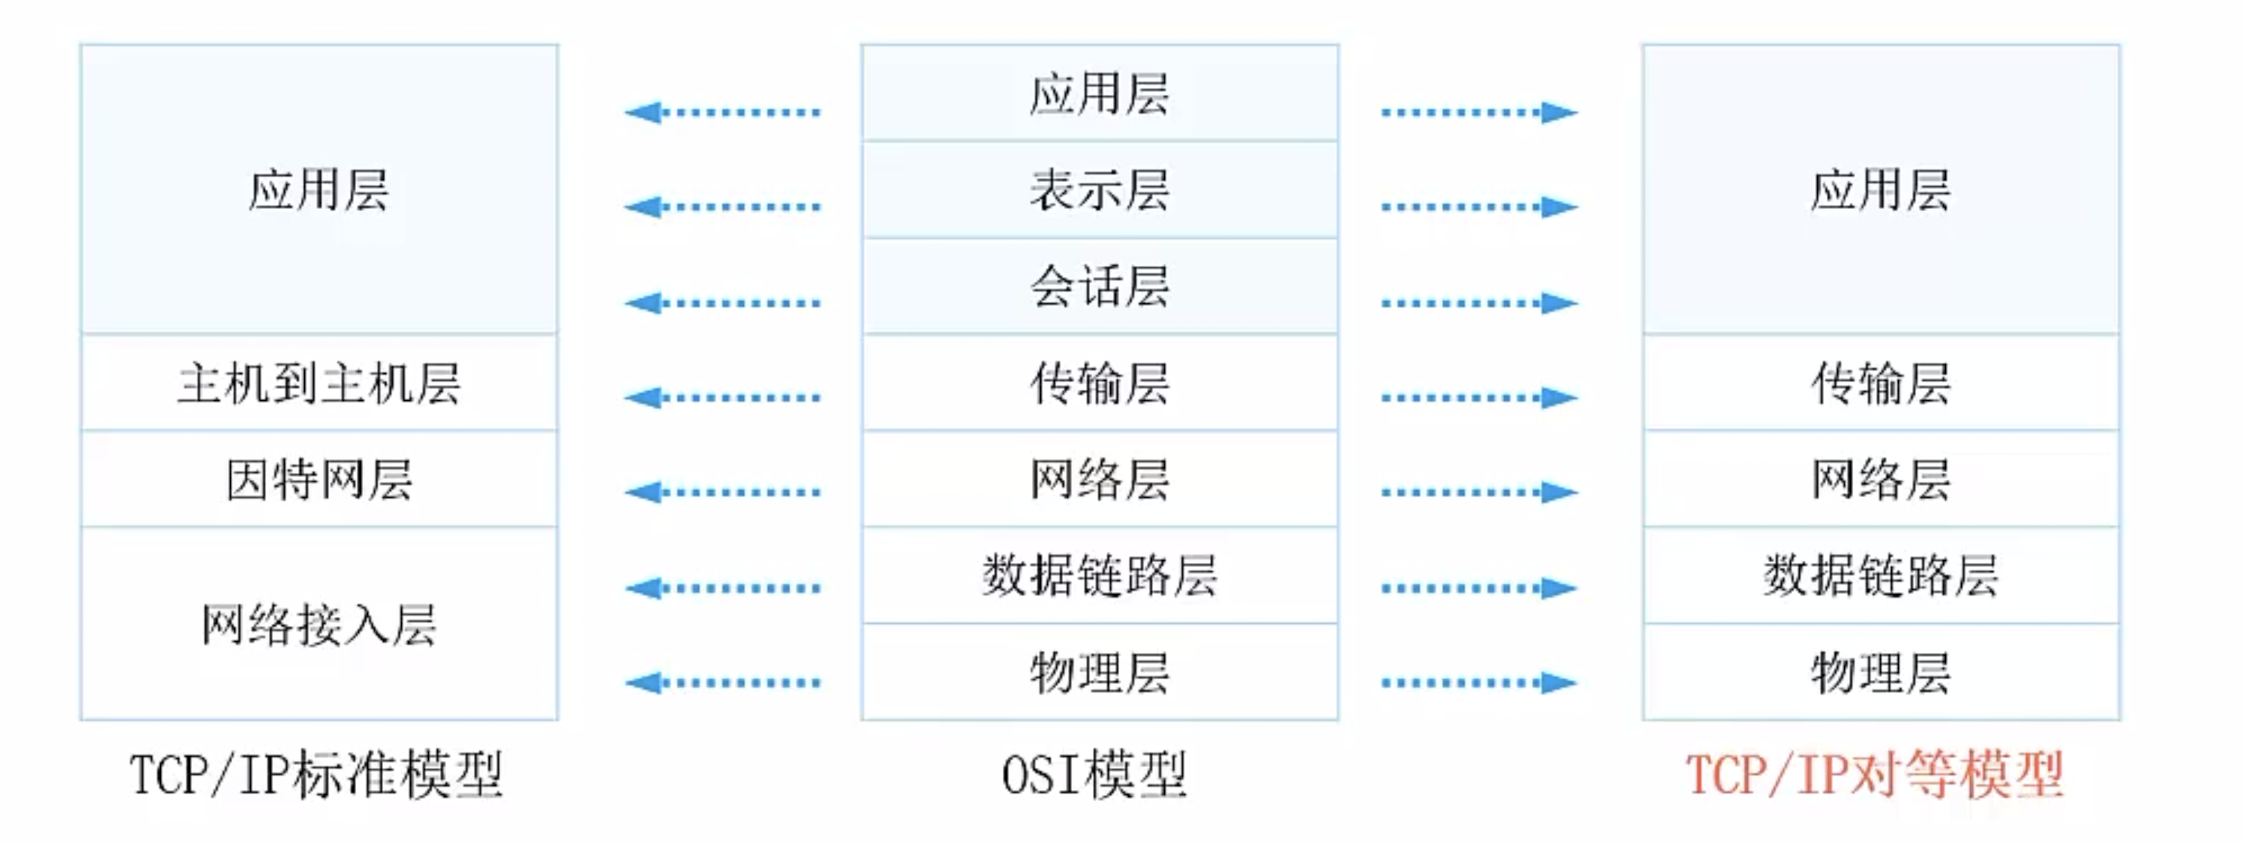 应用层
主机到主机层
因特网层
网络接入层
TCP/IP标准模型
应用层
表示层
会话层
传输层
网络层
数据链路层
物理层
OSI模型
应用层
传输层
网络层
数据链路层
物理层
TCP/IP对等模型